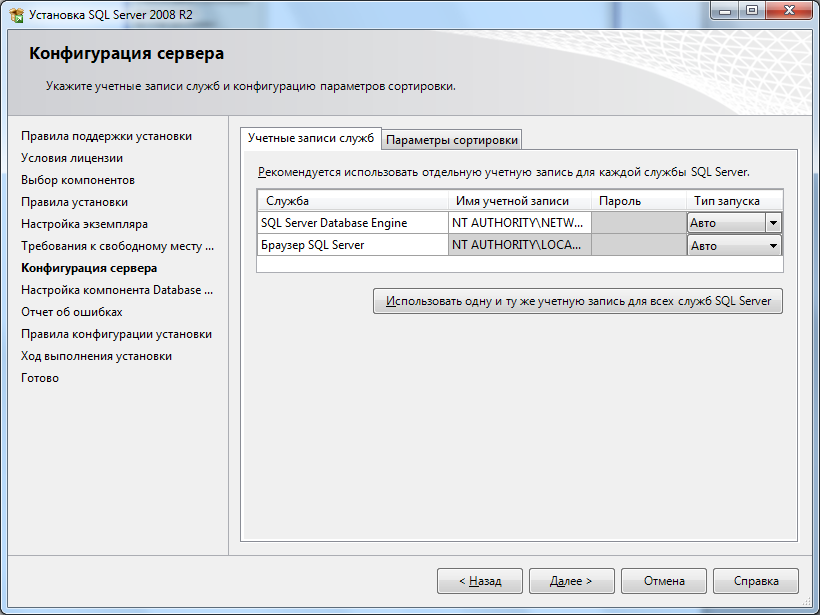 Установка SQL Server 2008 R2
Конфигурация сервера
Укажите учетные записи служб и конфигурацию параметров сортировки.
Правила поддержки установки
Условия лицензии
Выбор компонентов
Правила установки
Настройка экземпляра
Требования к свободному месту ...
Конфигурация сервера
Настройка компонента Database ...
Отчет об ошибках
Правила конфигурации установки
Ход выполнения установки
Готово
Учетные записи служб Параметры сортировки
Рекомендуется использовать отдельную учетную запись для каждой службы SQL Server.
Служба Имя учетной записи Пароль Тип запуска
SQL Server Database Engine NT AUTHORITY\NETW... Авто
Браузер SQL Server NT AUTHORITY\LOCA... Авто
Использовать одну и ту же учетную запись для всех служб SQL Server
< Назад Далее > Отмена Справка